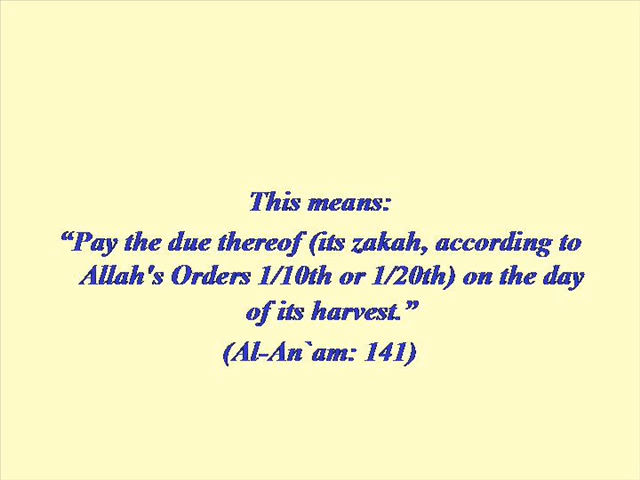 This means:
“Pay the due thereof (its zakah, according to
Allah's Orders 1/10th or 1/20th) on the day
of its harvest.”
(Al-An`am: 141)